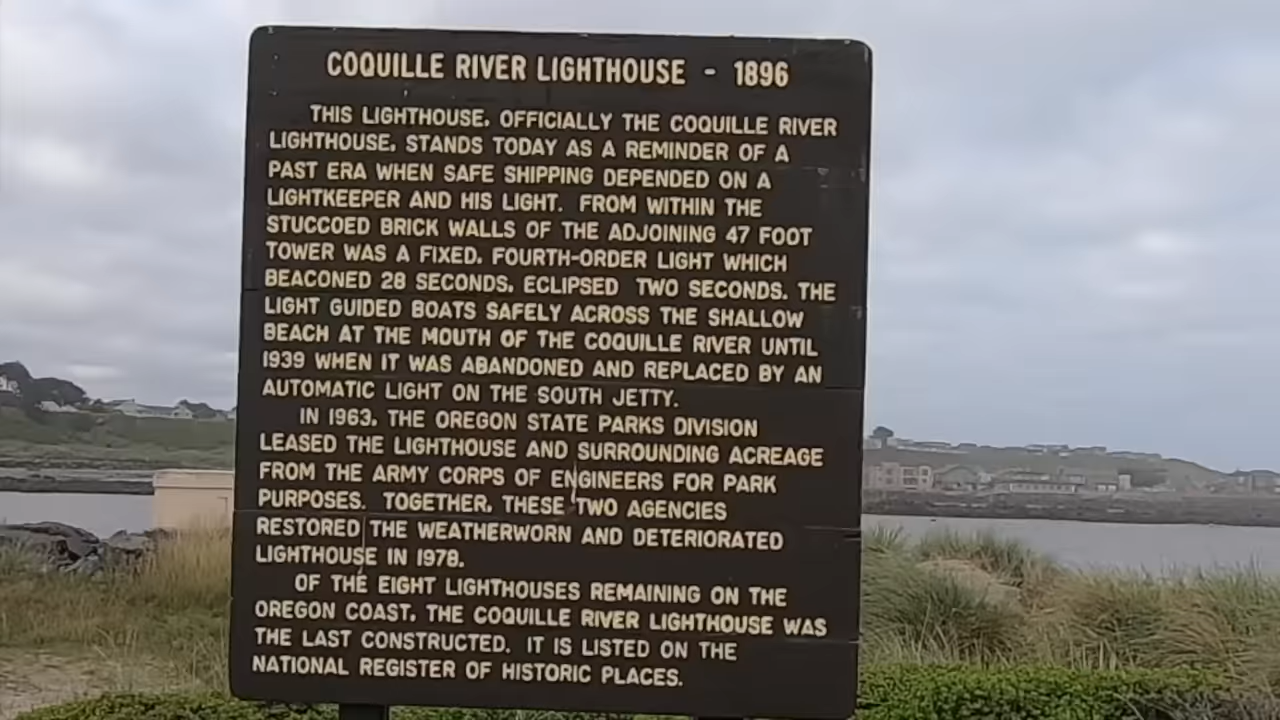 COQUILLE RIVER LIGHTHOUSE - 1896
THIS LIGHTHOUSE, OFFICIALLY THE COQUILLE RIVER
LIGHTHOUSE, STANDS TODAY AS A REMINDER OF A
PAST ERA WHEN SAFE SHIPPING DEPENDED ON A
LIGHTKEEPER AND HIS LIGHT. FROM WITHIN THE
STUCCOED BRICK WALLS OF THE ADJOINING 47 FOOT
TOWER WAS A FIXED, FOURTH-ORDER LIGHT WHICH
BEACONED 28 SECONDS, ECLIPSED TWO SECONDS. THE
LIGHT GUIDED BOATS SAFELY ACROSS THE SHALLOW
BEACH AT THE MOUTH OF THE COQUILLE RIVER UNTIL
1939 WHEN IT WAS ABANDONED AND REPLACED BY AN
AUTOMATIC LIGHT ON THE SOUTH JETTY.
IN 1963, THE OREGON STATE PARKS DIVISION
LEASED THE LIGHTHOUSE AND SURROUNDING ACREAGE
FROM THE ARMY CORPS OF ENGINEERS FOR PARK
PURPOSES. TOGETHER, THESE TWO AGENCIES
RESTORED THE WEATHERWORN AND DETERIORATED
LIGHTHOUSE IN 1978.
OF THE EIGHT LIGHTHOUSES REMAINING ON THE
OREGON COAST, THE COQUILLE RIVER LIGHTHOUSE WAS
THE LAST CONSTRUCTED. IT IS LISTED ON THE
NATIONAL REGISTER OF HISTORIC PLACES.